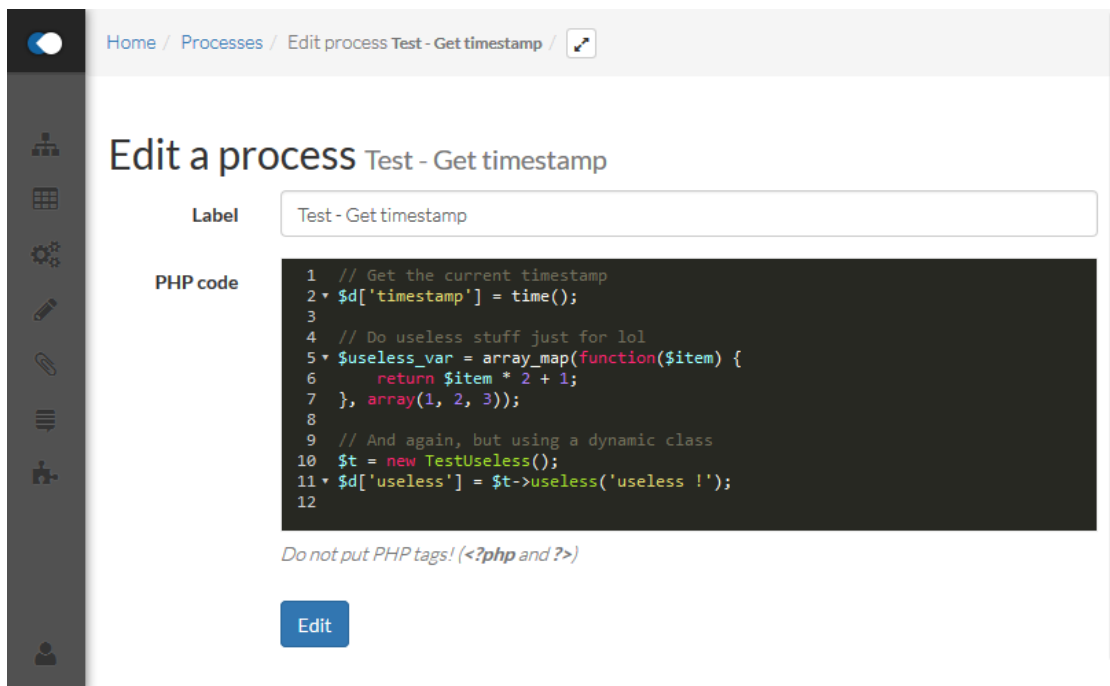 Home / Processes / Edit process Test - Get timestamp /
Edit a process Test - Get timestamp
Label
Test - Get timestamp
PHP code
1 // Get the current timestamp
2 $d['timestamp'] = time();
3
4 // Do useless stuff just for lol
5 $useless_var = array_map(function($item) {
6     return $item * 2 + 1;
7 }, array(1, 2, 3));
8
9 // And again, but using a dynamic class
10 $t = new TestUseless();
11 $d['useless'] = $t->useless('useless !');
12
Do not put PHP tags! (<?php and ?>)
Edit